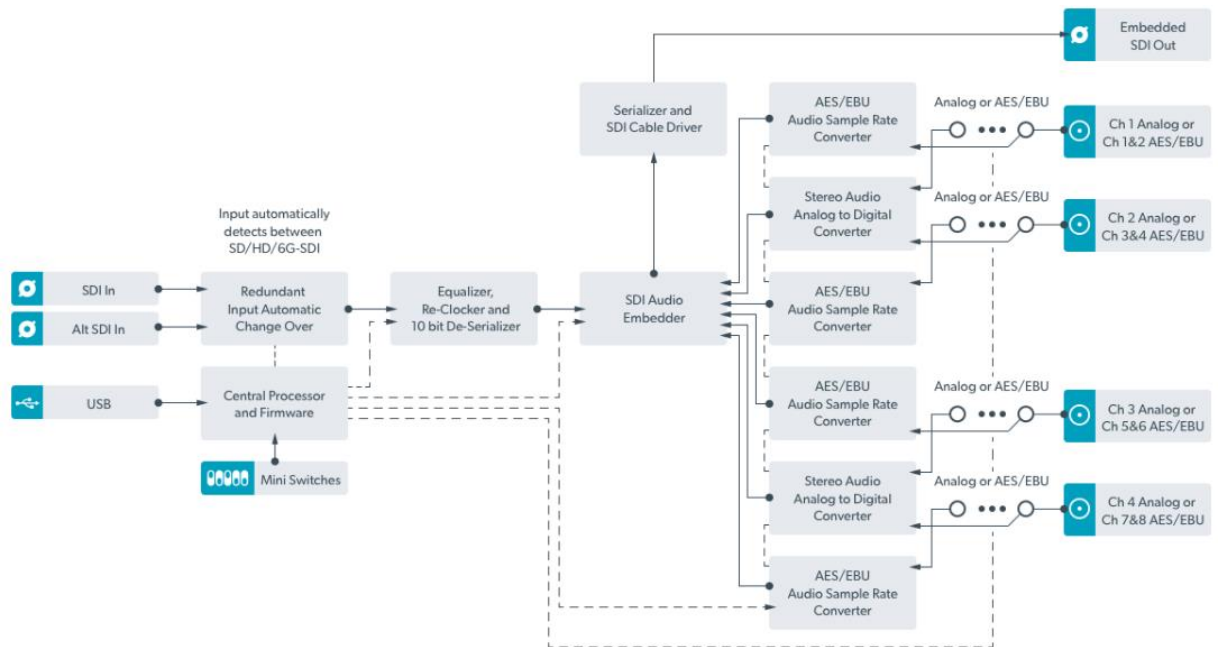 Embedded
SDI Out
Serializer and
SDI Cable Driver
AES/EBU
Audio Sample Rate
Converter
Analog or AES/EBU
Ch 1 Analog or
Ch 1&2 AES/EBU
Stereo Audio
Analog to Digital
Converter
Analog or AES/EBU
Ch 2 Analog or
Ch 3&4 AES/EBU
Input automatically
detects between
SD/HD/6G-SDI
SDI In
Alt SDI In
Redundant
Input Automatic
Change Over
Equalizer,
Re-Clocker and
10 bit De-Serializer
SDI Audio
Embedder
AES/EBU
Audio Sample Rate
Converter
USB
Central Processor
and Firmware
Mini Switches
AES/EBU
Audio Sample Rate
Converter
Analog or AES/EBU
Ch 3 Analog or
Ch 5&6 AES/EBU
Stereo Audio
Analog to Digital
Converter
Analog or AES/EBU
Ch 4 Analog or
Ch 7&8 AES/EBU
AES/EBU
Audio Sample Rate
Converter